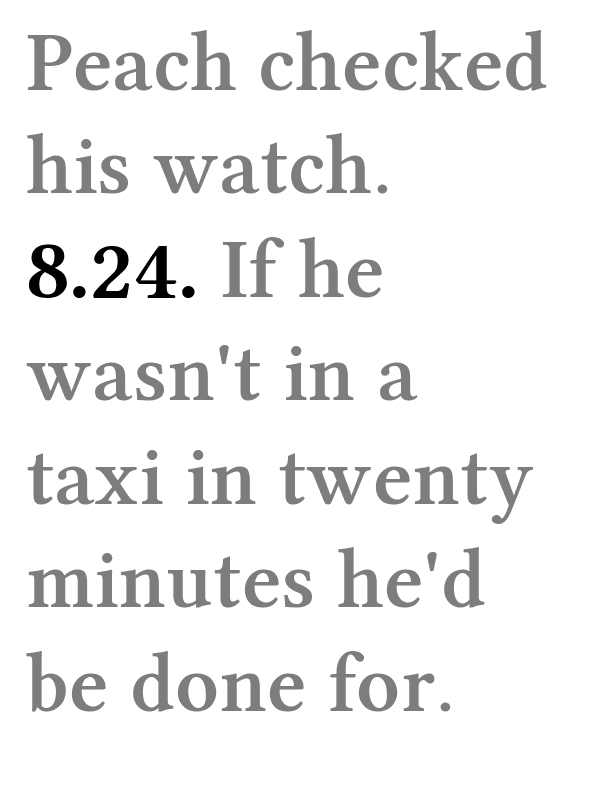 Peach checked
his watch.
8.24. If he
wasn't in a
taxi in twenty
minutes he'd
be done for.